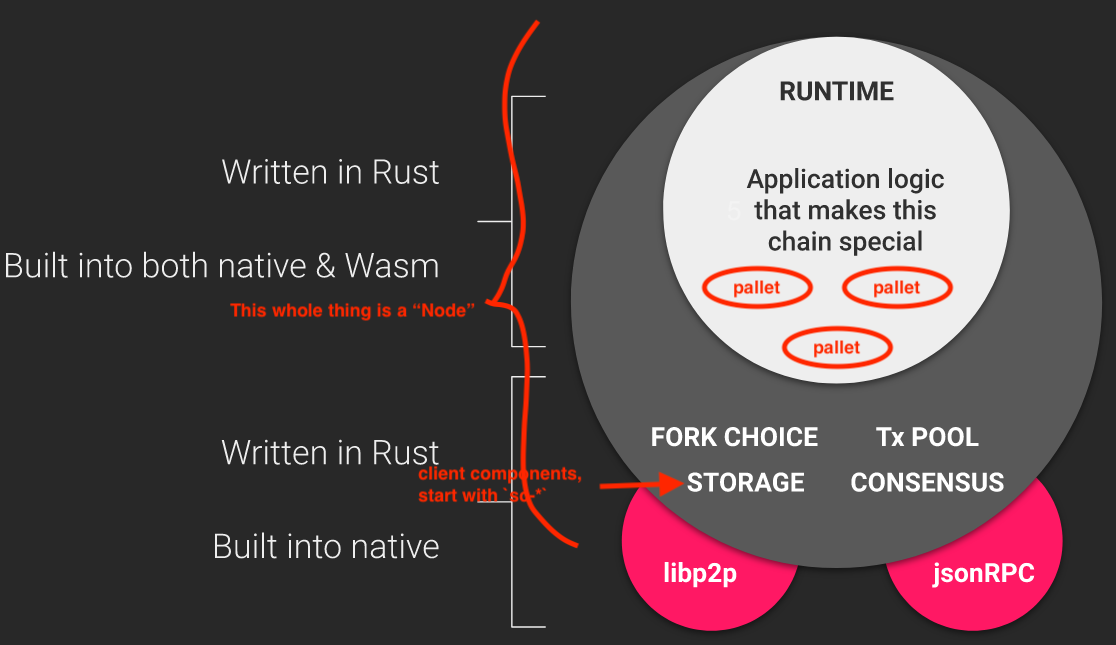 RUNTIME
Written in Rust
Application logic
5 that makes this
chain special
Built into both native & Wasm
pallet
pallet
This whole thing is a “Node”
pallet
FORK CHOICE
Tx POOL
Written in Rust
client components,
start with `sc-*`
STORAGE
CONSENSUS
Built into native
libp2p
jsonRPC